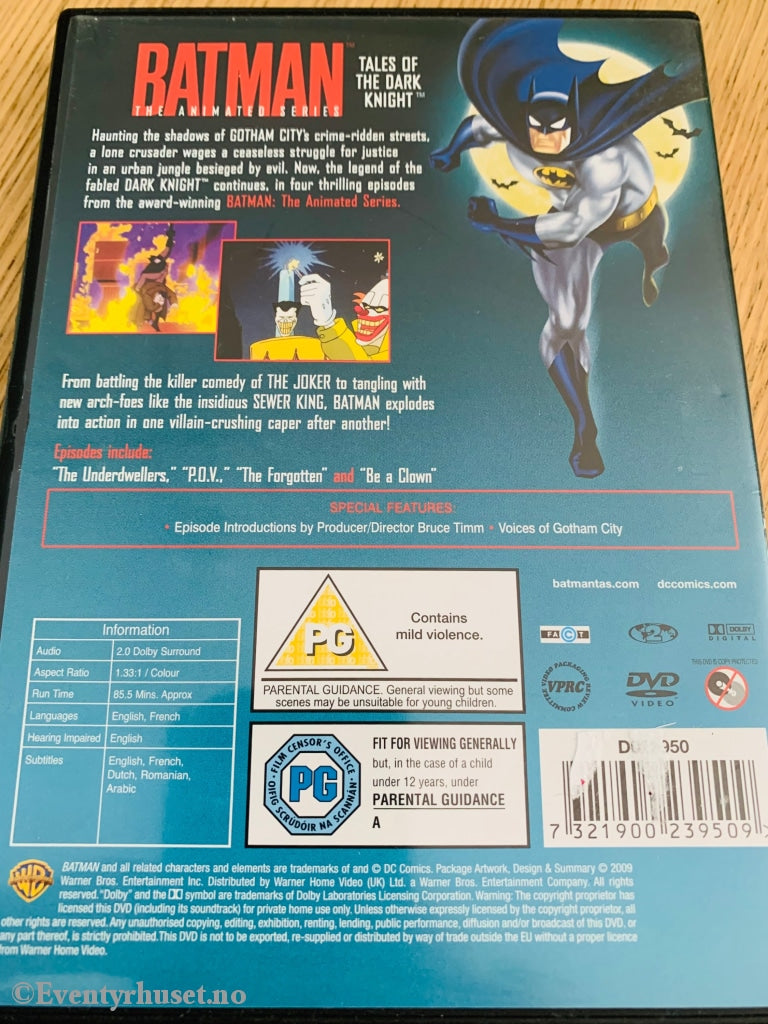 BATMAN™
THE ANIMATED SERIES
TALES OF
THE DARK
KNIGHT™
Haunting the shadows of GOTHAM CITY's crime-ridden streets,
a lone crusader wages a ceaseless struggle for justice
in an urban jungle besieged by evil. Now, the legend of the
fabled DARK KNIGHT™ continues, in four thrilling episodes
from the award-winning BATMAN: The Animated Series.
From battling the killer comedy of THE JOKER to tangling with
new arch-foes like the insidious SEWER KING, BATMAN explodes
into action in one villain-crushing caper after another!
Episodes include:
"The Underdwellers," "P.O.V.," "The Forgotten" and "Be a Clown"
SPECIAL FEATURES
• Episode Introductions by Producer/Director Bruce Timm • Voices of Gotham City
PG
Contains
mild violence.
PARENTAL GUIDANCE. General viewing but some
scenes may be unsuitable for young children.
batmantas.com dccomics.com
FACT
2
DOLBY
DIGITAL
THIS DVD IS COPY PROTECTED
VIDEO PACKAGING REVIEW COMMITTEE
VPRC
DVD
VIDEO
Information
Audio 2.0 Dolby Surround
Aspect Ratio 1.33:1 / Colour
Run Time 85.5 Mins. Approx
Languages English, French
Hearing Impaired English
Subtitles English, French,
Dutch, Romanian,
Arabic
FILM CENSOR'S OFFICE
PG
OIFIG SCRÚDÓIR NA SCANNÁN
FIT FOR VIEWING GENERALLY
but, in the case of a child
under 12 years, under
PARENTAL GUIDANCE
A
950
7 321900 239509 >
WB
BATMAN and all related characters and elements are trademarks of and © DC Comics. Package Artwork, Design & Summary © 2009
Warner Bros. Entertainment Inc. Distributed by Warner Home Video (UK) Ltd. a Warner Bros. Entertainment Company. All rights
reserved. "Dolby" and the DD symbol are trademarks of Dolby Laboratories Licensing Corporation. Warning: The copyright proprietor has
licensed this DVD (including its soundtrack) for private home use only. Unless otherwise expressly licensed by the copyright proprietor, all
other rights are reserved. Any unauthorised copying, editing, exhibition, renting, lending, public performance, diffusion and/or broadcast of this DVD, or
any part thereof, is strictly prohibited. This DVD is not to be exported, re-supplied or distributed by way of trade outside the EU without a proper licence
from Warner Home Video.
©Eventyrhuset.no